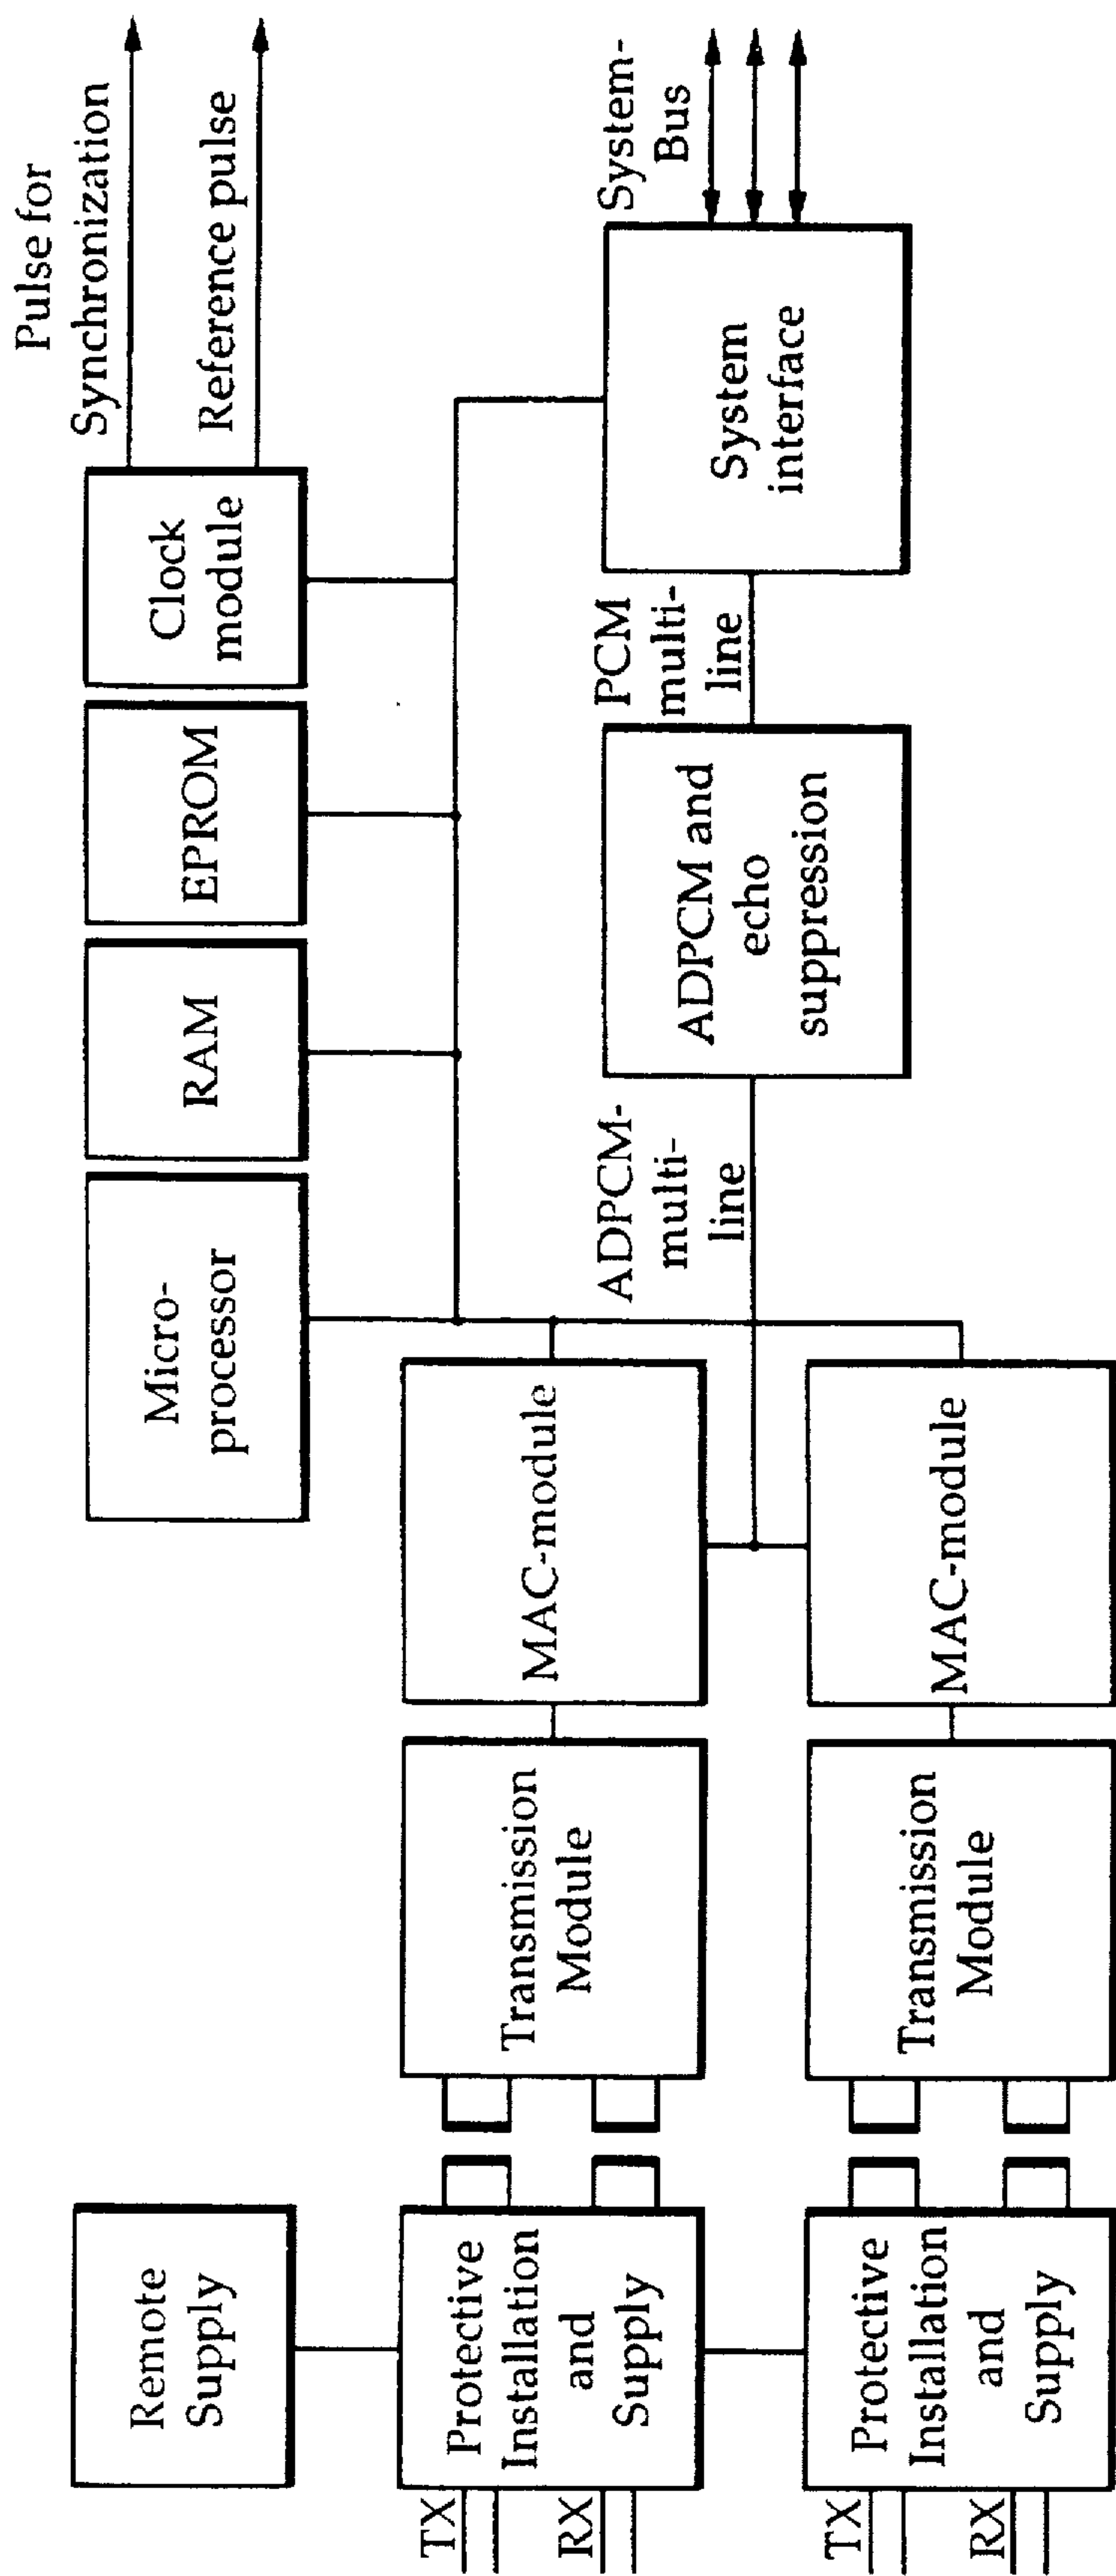 Pulse for
Synchronization
Reference pulse
Remote
Supply
Micro-
processor
RAM
EPROM
Clock
module
TX
RX
Protective
Installation
and
Supply
Transmission
Module
MAC-module
ADPCM-
multi-
line
ADPCM and
echo
suppression
PCM
multi-
line
System
interface
System-
Bus
TX
RX
Protective
Installation
and
Supply
Transmission
Module
MAC-module